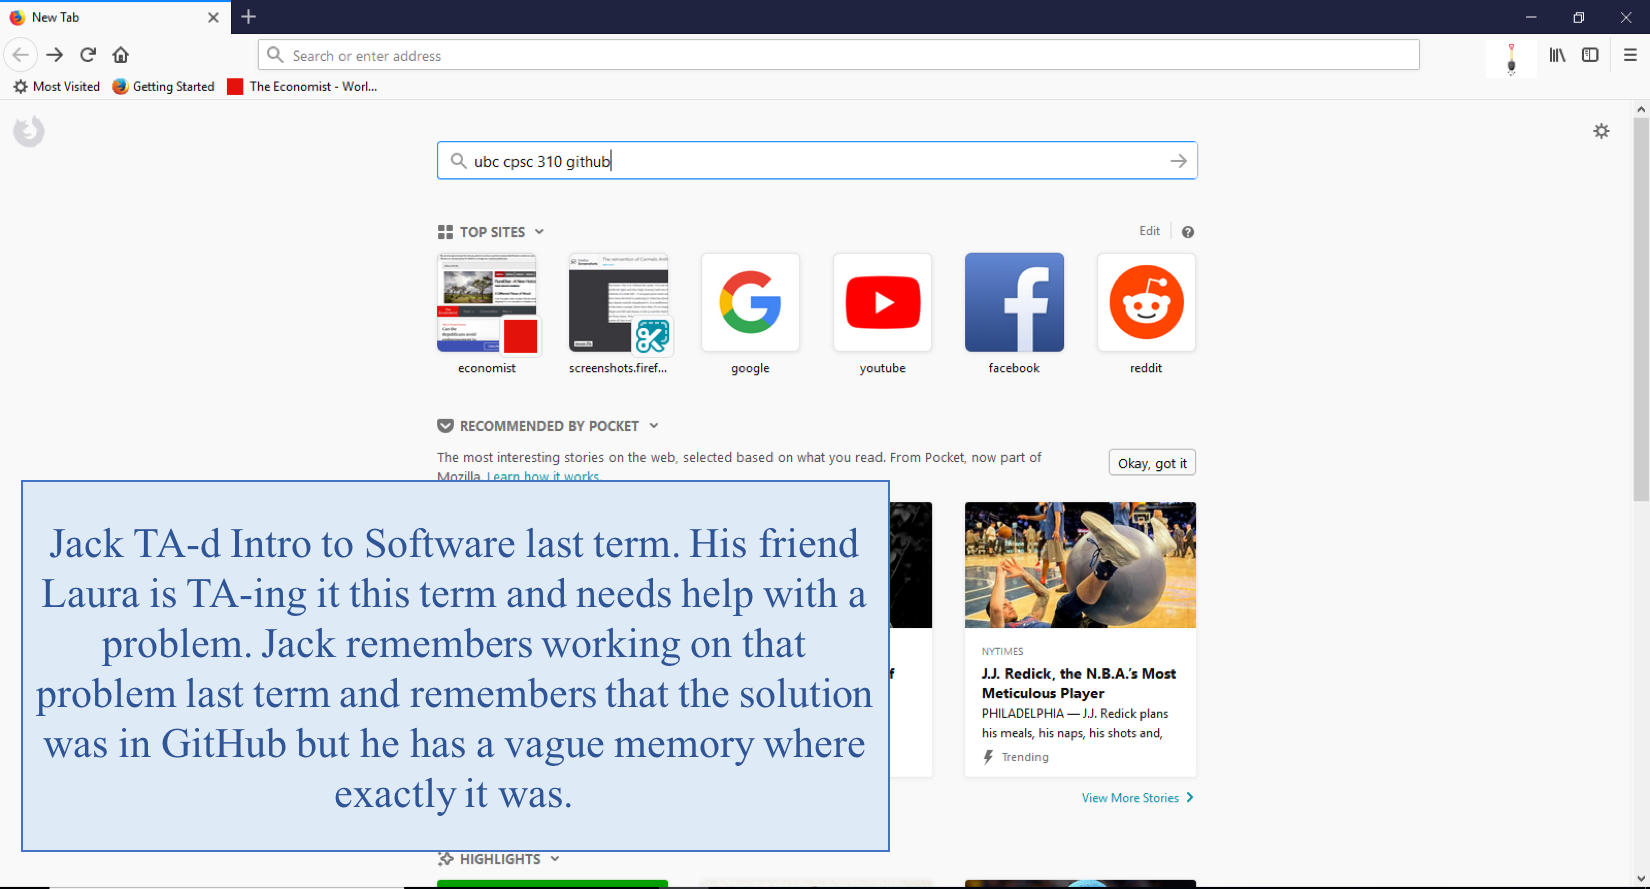 New Tab
Search or enter address
Most Visited
Getting Started
The Economist - Worl...
ubc cpsc 310 github
TOP SITES
Edit
economist
screenshots.firef...
google
youtube
facebook
reddit
RECOMMENDED BY POCKET
The most interesting stories on the web, selected based on what you read. From Pocket, now part of
Mozilla. Learn how it works.
Okay, got it
Jack TA-d Intro to Software last term. His friend
Laura is TA-ing it this term and needs help with a
problem. Jack remembers working on that
problem last term and remembers that the solution
was in GitHub but he has a vague memory where
exactly it was.
f
NYTIMES
J.J. Redick, the N.B.A.’s Most
Meticulous Player
PHILADELPHIA — J.J. Redick plans
his meals, his naps, his shots and,
Trending
View More Stories
HIGHLIGHTS